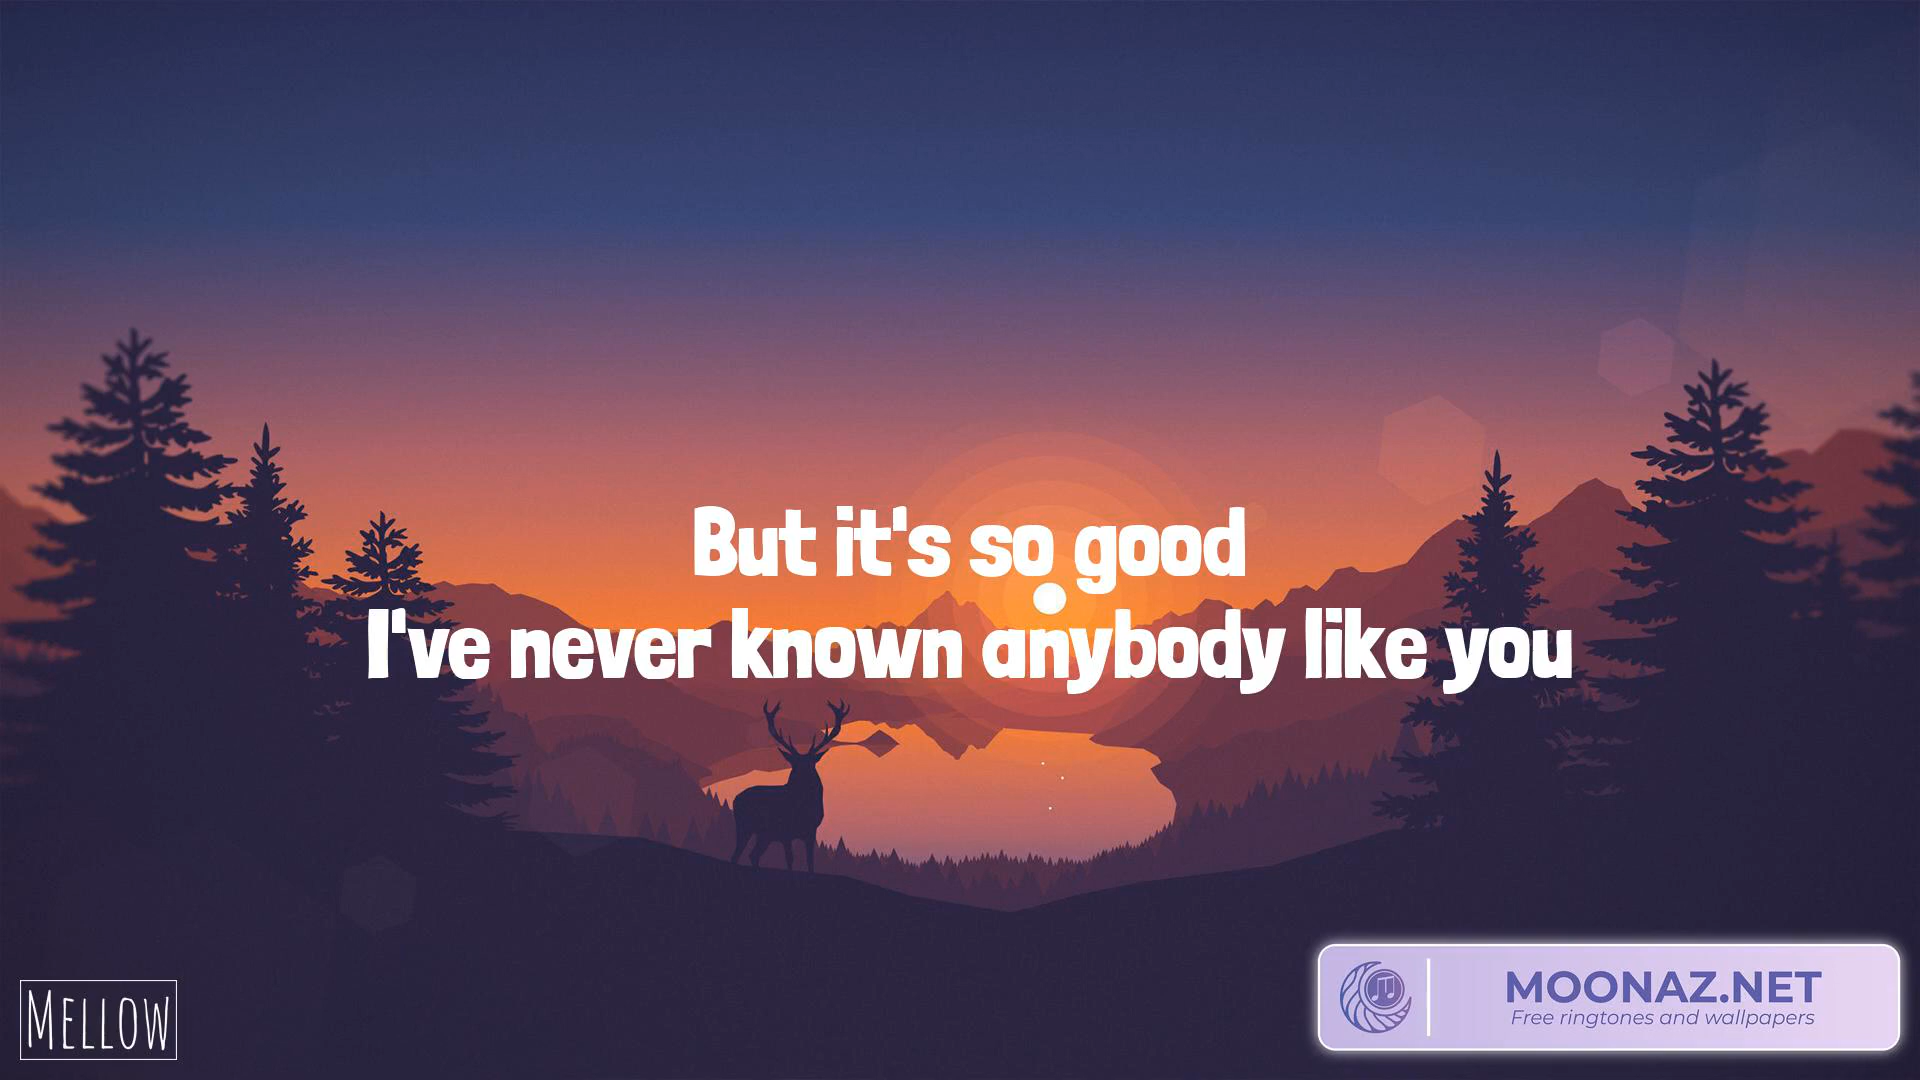 But it's so good
I've never known anybody like you
MELLOW
MOONAZ.NET
Free ringtones and wallpapers